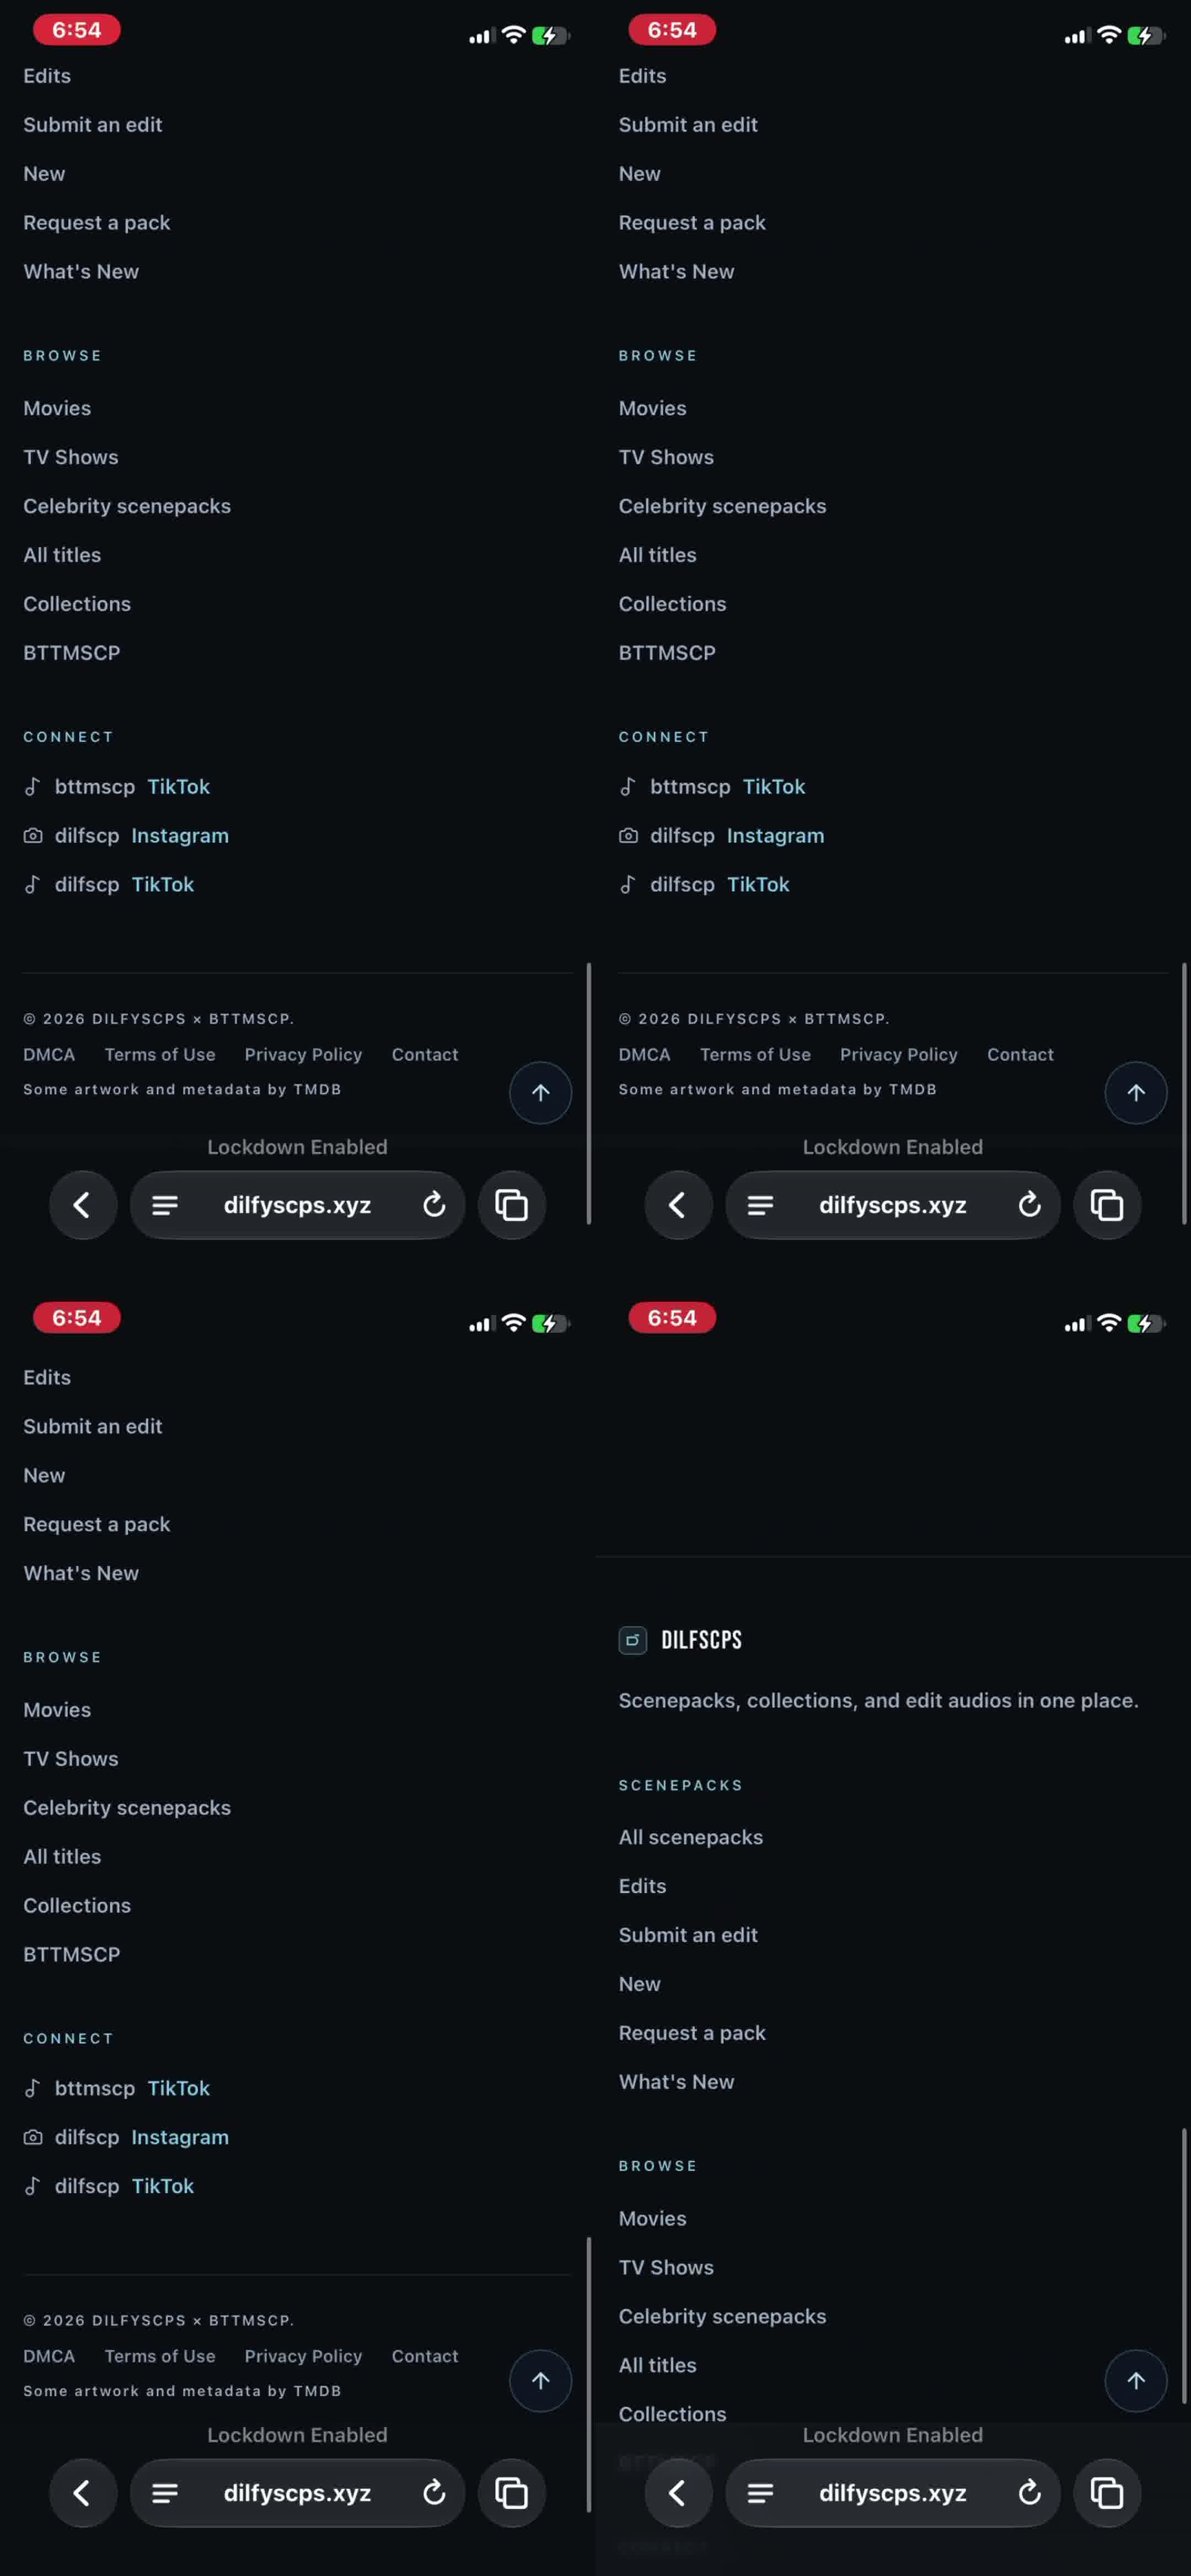 6:54
Edits
Submit an edit
New
Request a pack
What's New
BROWSE
Movies
TV Shows
Celebrity scenepacks
All titles
Collections
BTTMSCP
CONNECT
bttmscp TikTok
dilfscp Instagram
dilfscp TikTok
© 2026 DILFYSCPS × BTTMSCP.
DMCA Terms of Use Privacy Policy Contact
Some artwork and metadata by TMDB
Lockdown Enabled
dilfyscps.xyz
6:54
Edits
Submit an edit
New
Request a pack
What's New
BROWSE
Movies
TV Shows
Celebrity scenepacks
All titles
Collections
BTTMSCP
CONNECT
bttmscp TikTok
dilfscp Instagram
dilfscp TikTok
© 2026 DILFYSCPS × BTTMSCP.
DMCA Terms of Use Privacy Policy Contact
Some artwork and metadata by TMDB
Lockdown Enabled
dilfyscps.xyz
6:54
Edits
Submit an edit
New
Request a pack
What's New
BROWSE
Movies
TV Shows
Celebrity scenepacks
All titles
Collections
BTTMSCP
CONNECT
bttmscp TikTok
dilfscp Instagram
dilfscp TikTok
© 2026 DILFYSCPS × BTTMSCP.
DMCA Terms of Use Privacy Policy Contact
Some artwork and metadata by TMDB
Lockdown Enabled
dilfyscps.xyz
6:54
DILFSCPS
Scenepacks, collections, and edit audios in one place.
SCENEPACKS
All scenepacks
Edits
Submit an edit
New
Request a pack
What's New
BROWSE
Movies
TV Shows
Celebrity scenepacks
All titles
Collections
Lockdown Enabled
dilfyscps.xyz